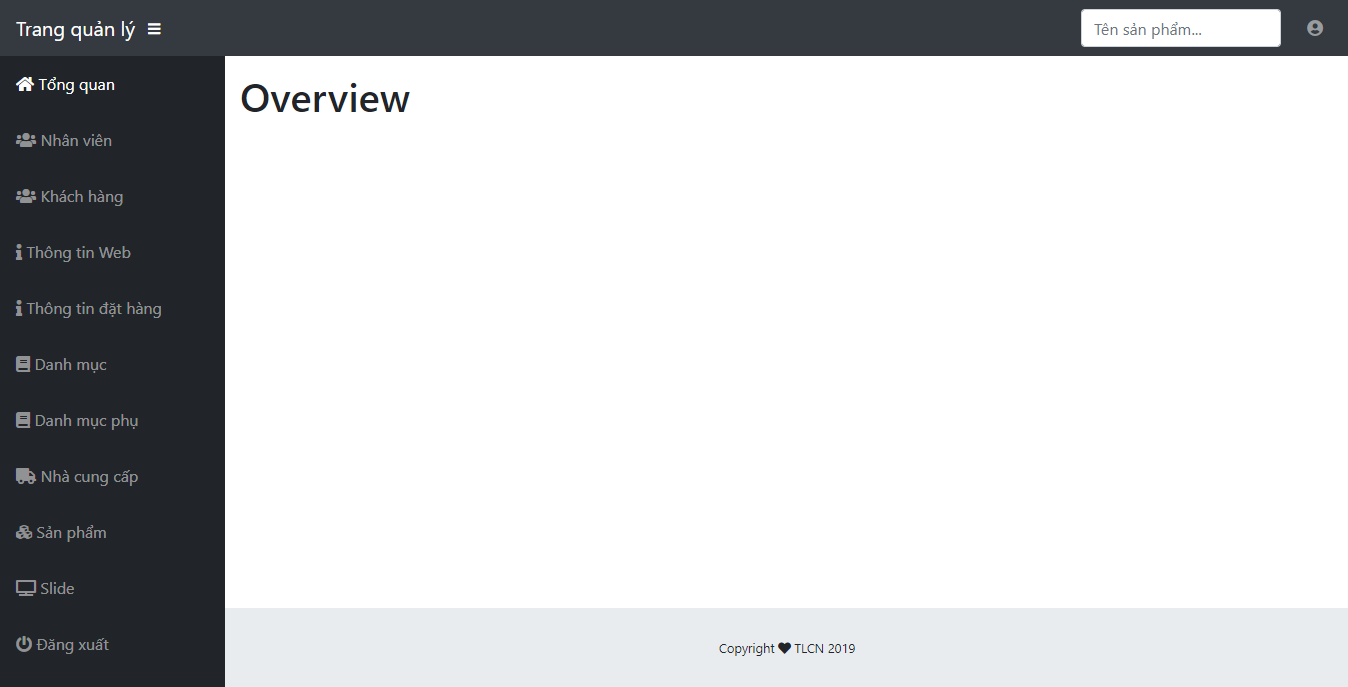 Trang quản lý
Tên sản phẩm...
Tổng quan
Nhân viên
Khách hàng
Thông tin Web
Thông tin đặt hàng
Danh mục
Danh mục phụ
Nhà cung cấp
Sản phẩm
Slide
Đăng xuất
Overview
Copyright ♥ TLCN 2019